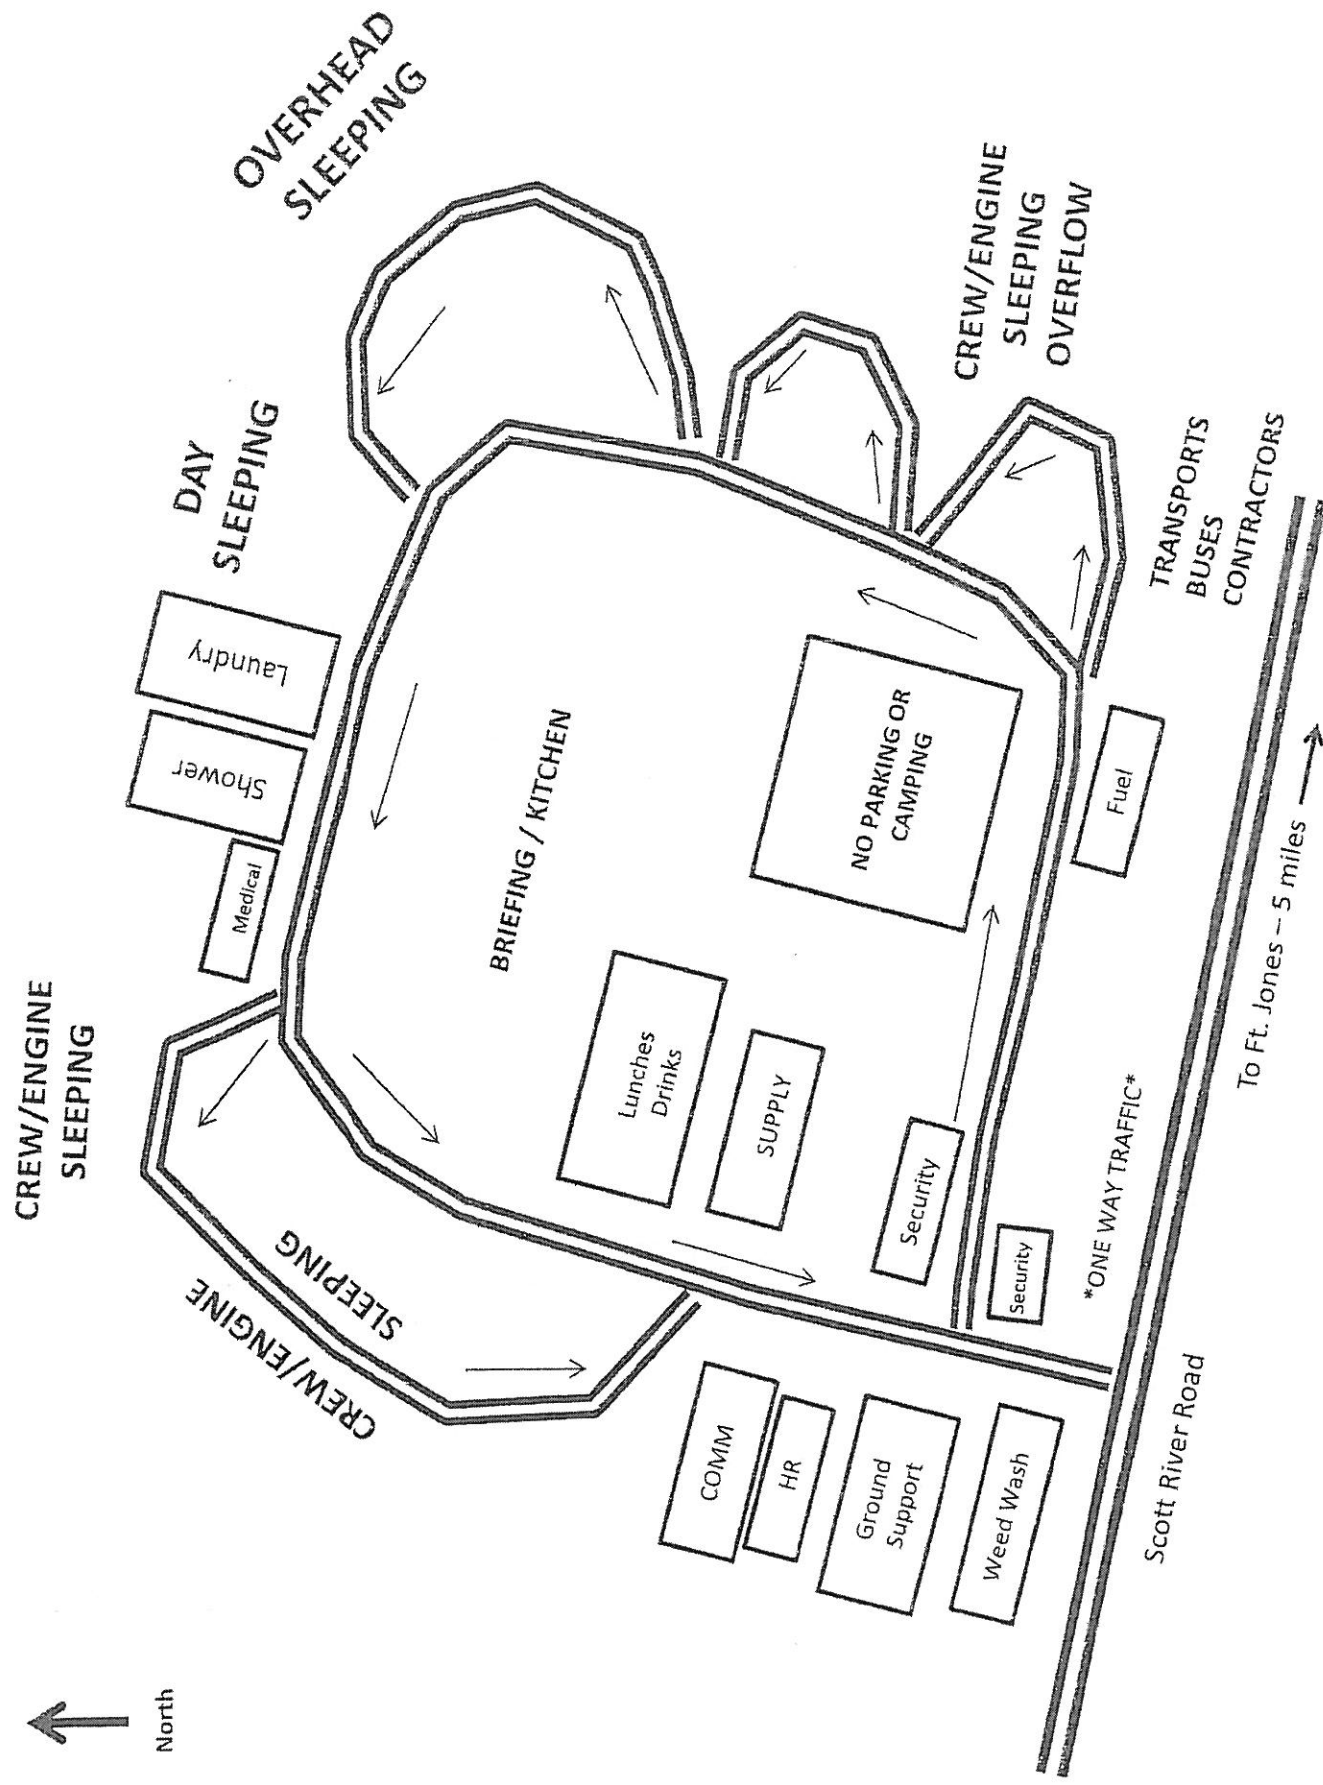 OVERHEAD
SLEEPING
DAY
SLEEPING
CREW/ENGINE
SLEEPING
OVERFLOW
TRANSPORTS
BUSES
CONTRACTORS
Laundry
Shower
Medical
CREW/ENGINE
SLEEPING
CREW/ENGINE
SLEEPING
BRIEFING / KITCHEN
NO PARKING OR
CAMPING
Fuel
Lunches
Drinks
SUPPLY
Security
Security
*ONE WAY TRAFFIC*
To Ft. Jones – 5 miles
COMM
HR
Ground
Support
Weed Wash
Scott River Road
North